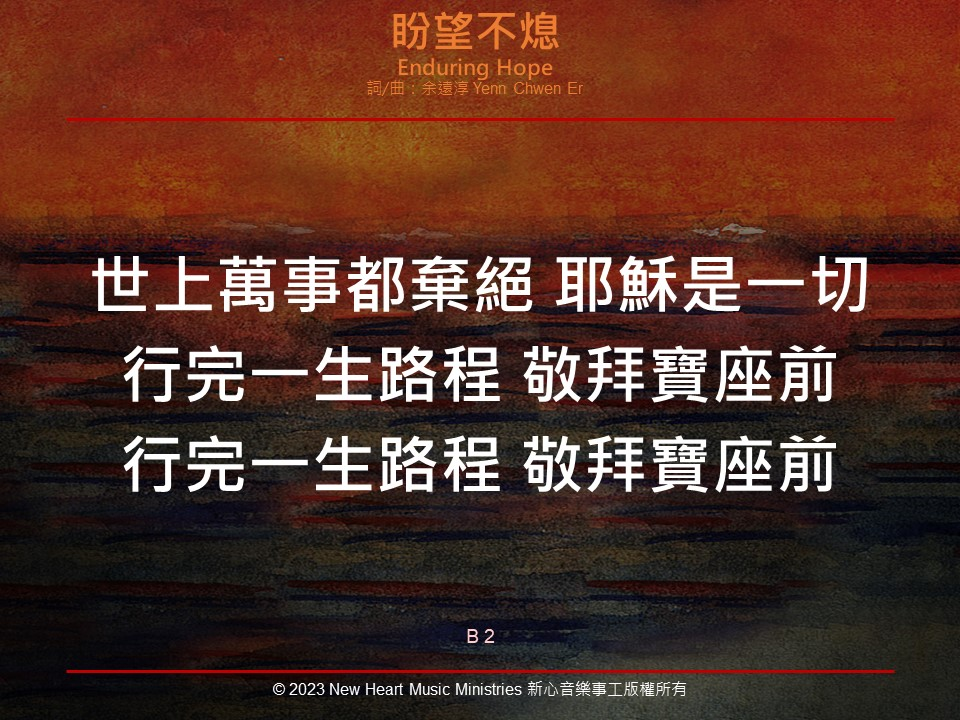 盼望不熄
Enduring Hope
詞/曲：余遠淳 Yenn Chwen Er
世上萬事都棄絕 耶穌是一切
行完一生路程 敬拜寶座前
行完一生路程 敬拜寶座前
B 2
© 2023 New Heart Music Ministries 新心音樂事工版權所有